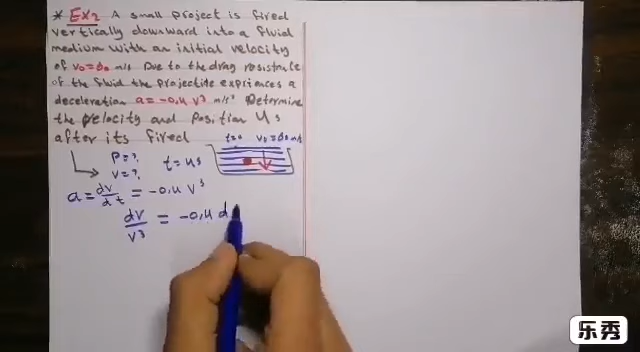 * Ex2 A small project is fired
vertically downward into a fluid
medium with an initial velocity
of v0=60 m/s Due to the drag resistance
of the fluid the projectile expriances a
deceleration a=-0,4 v³ m/s² Determine
the velocity and Position 4 s
after its fired
t=0 v0=60 m/s
P=? t=4s
v=?
a=dv/dt = -0,4 v³
dv/v³ = -0,4 d
乐秀